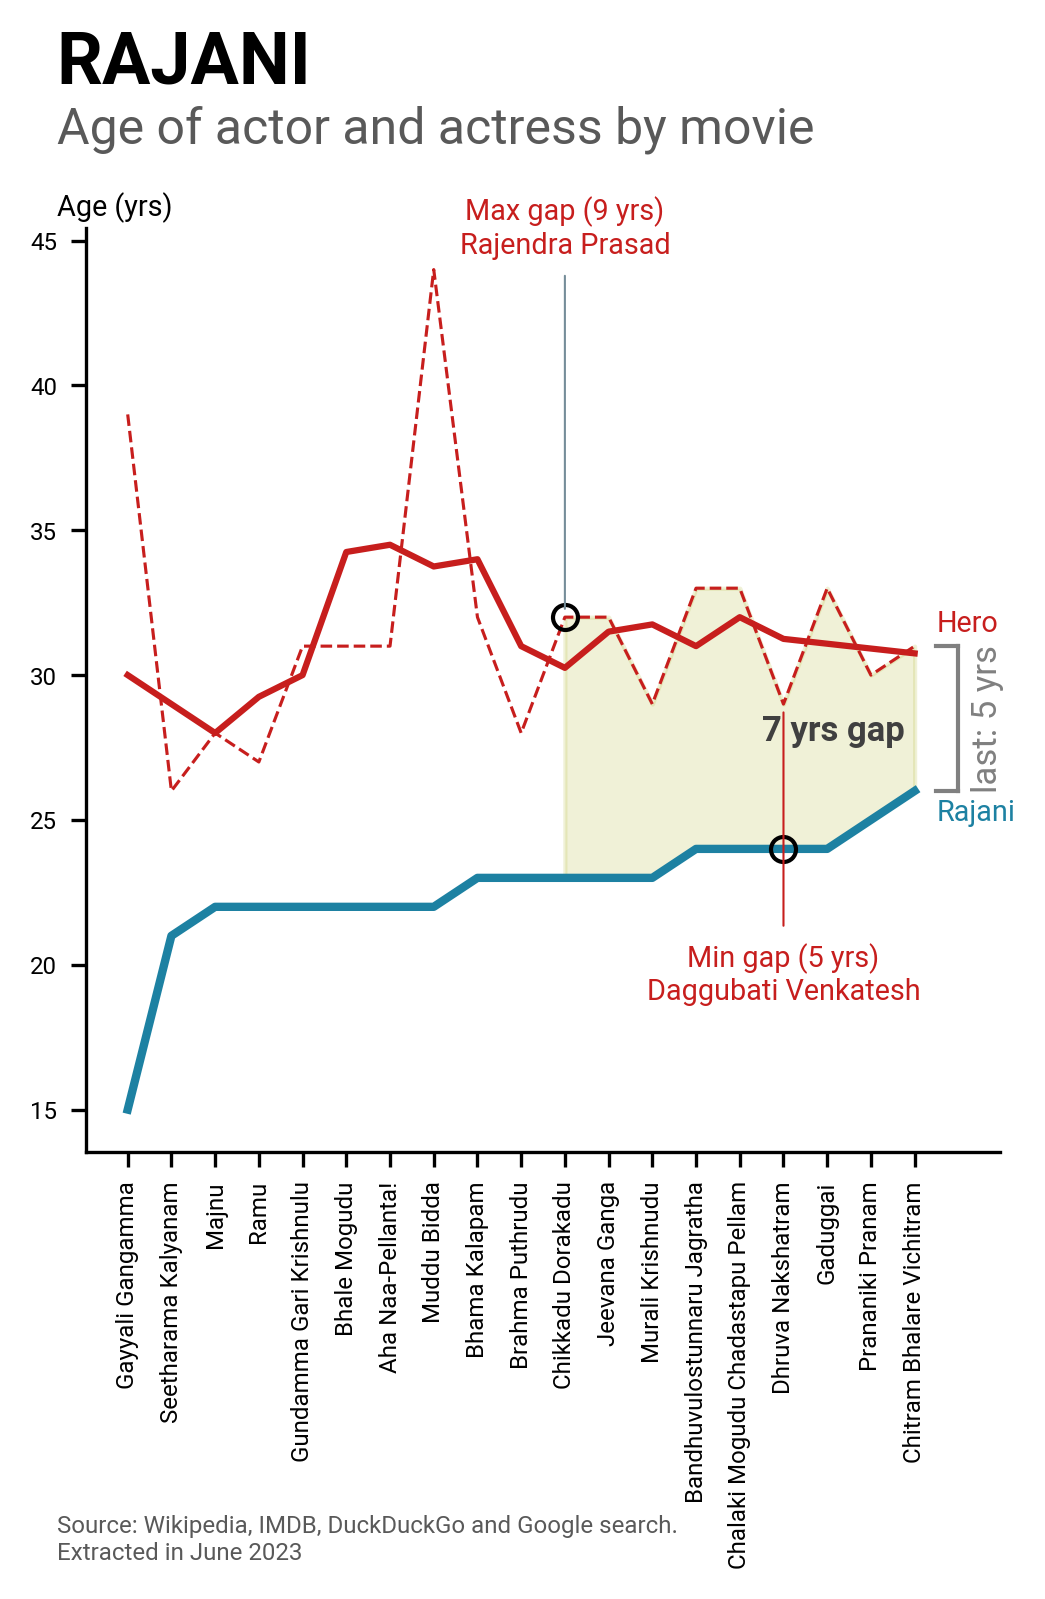 RAJANI
Age of actor and actress by movie
Age (yrs)
Max gap (9 yrs)
Rajendra Prasad
45
40
35
30
25
20
15
Hero
last: 5 yrs
7 yrs gap
Rajani
Min gap (5 yrs)
Daggubati Venkatesh
Gayyali Gangamma
Seetharama Kalyanam
Majnu
Ramu
Gundamma Gari Krishnulu
Bhale Mogudu
Aha Naa-Pellanta!
Muddu Bidda
Bhama Kalapam
Brahma Puthrudu
Chikkadu Dorakadu
Jeevana Ganga
Murali Krishnudu
Bandhuvulostunnaru Jagratha
Chalaki Mogudu Chadastapu Pellam
Dhruva Nakshatram
Gaduggai
Prananiki Pranam
Chitram Bhalare Vichitram
Source: Wikipedia, IMDB, DuckDuckGo and Google search.
Extracted in June 2023